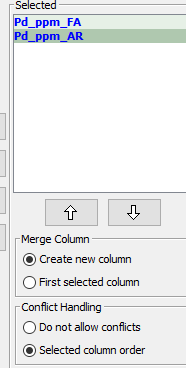 Selected
Pd_ppm_FA
Pd_ppm_AR
Merge Column
Create new column
First selected column
Conflict Handling
Do not allow conflicts
Selected column order